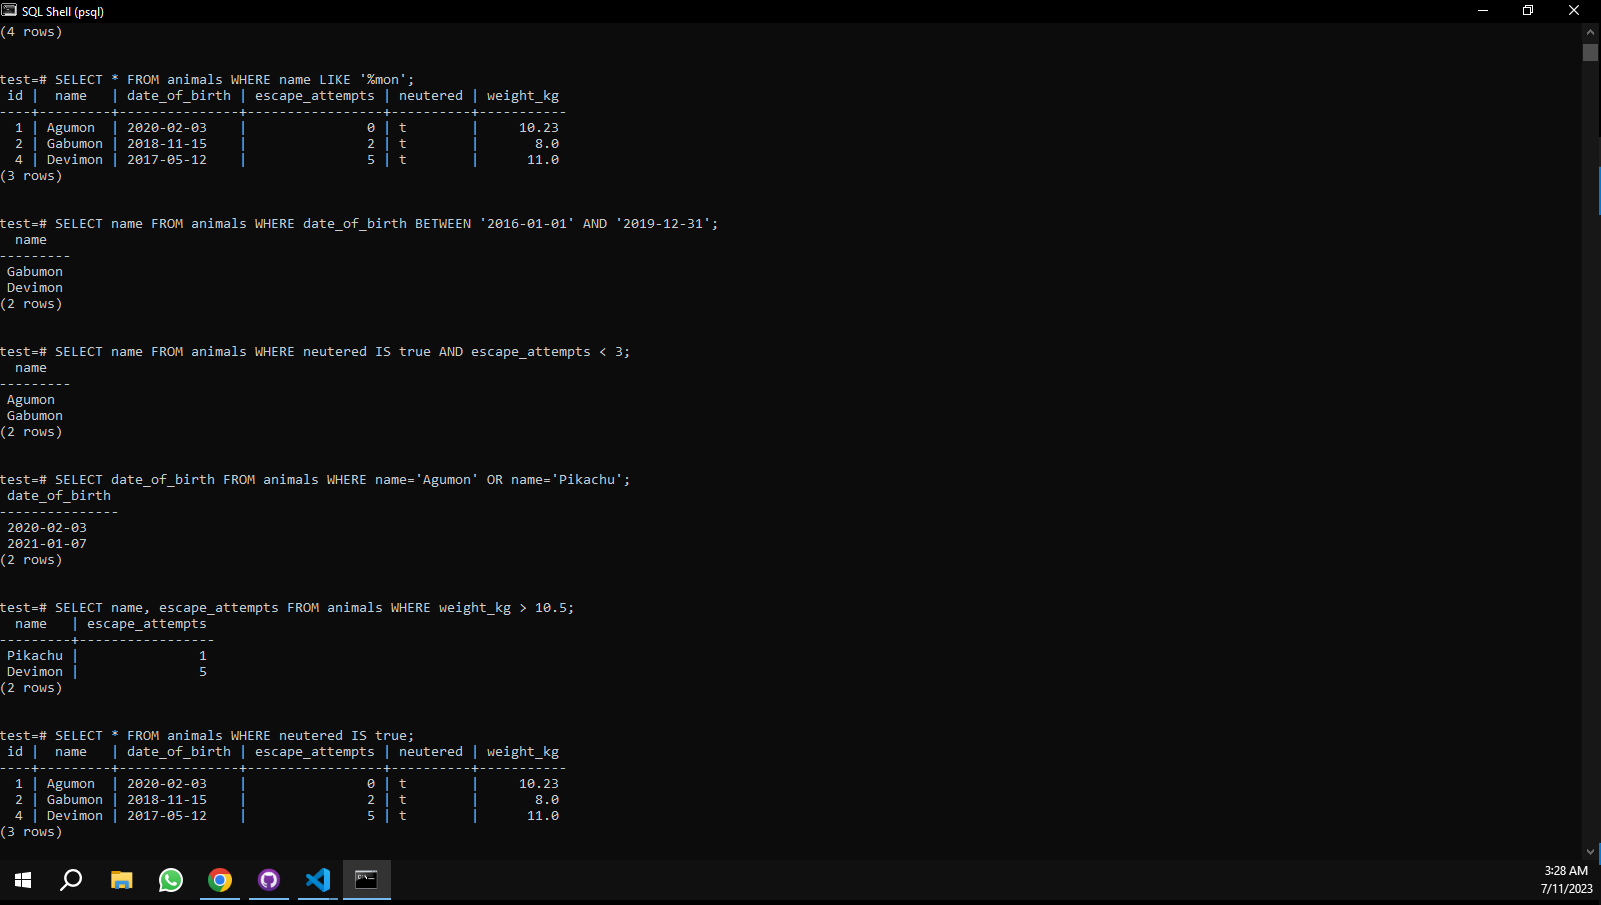 SQL Shell (psql)
(4 rows)
test=# SELECT * FROM animals WHERE name LIKE '%mon';
 id |  name   | date_of_birth | escape_attempts | neutered | weight_kg
----+---------+---------------+-----------------+----------+-----------
  1 | Agumon  | 2020-02-03    |               0 | t        |     10.23
  2 | Gabumon | 2018-11-15    |               2 | t        |       8.0
  4 | Devimon | 2017-05-12    |               5 | t        |      11.0
(3 rows)
test=# SELECT name FROM animals WHERE date_of_birth BETWEEN '2016-01-01' AND '2019-12-31';
  name
---------
 Gabumon
 Devimon
(2 rows)
test=# SELECT name FROM animals WHERE neutered IS true AND escape_attempts < 3;
  name
---------
 Agumon
 Gabumon
(2 rows)
test=# SELECT date_of_birth FROM animals WHERE name='Agumon' OR name='Pikachu';
 date_of_birth
---------------
 2020-02-03
 2021-01-07
(2 rows)
test=# SELECT name, escape_attempts FROM animals WHERE weight_kg > 10.5;
  name   | escape_attempts
---------+-----------------
 Pikachu |               1
 Devimon |               5
(2 rows)
test=# SELECT * FROM animals WHERE neutered IS true;
 id |  name   | date_of_birth | escape_attempts | neutered | weight_kg
----+---------+---------------+-----------------+----------+-----------
  1 | Agumon  | 2020-02-03    |               0 | t        |     10.23
  2 | Gabumon | 2018-11-15    |               2 | t        |       8.0
  4 | Devimon | 2017-05-12    |               5 | t        |      11.0
(3 rows)
3:28 AM
7/11/2023